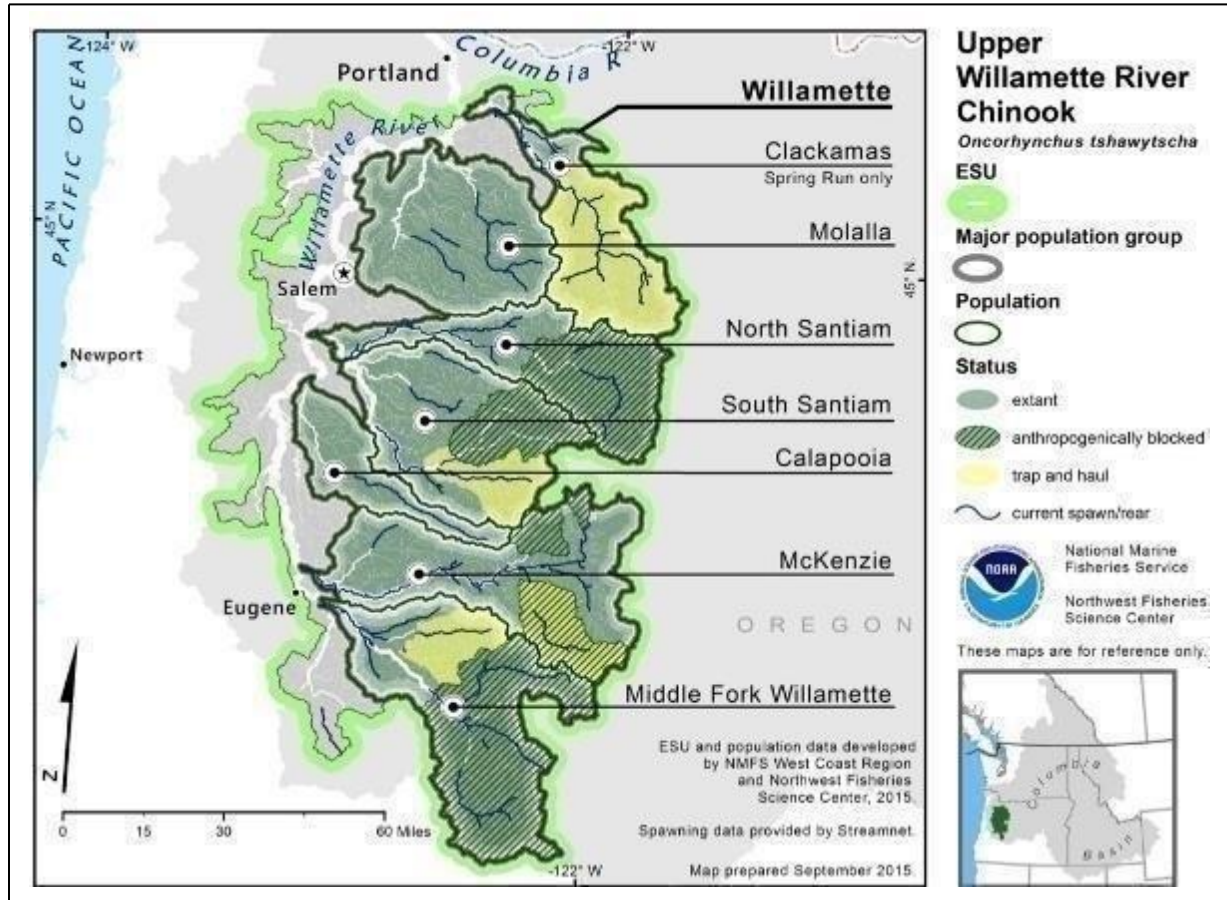 -124° W
-122° W
Columbia R
Portland
PACIFIC OCEAN
Willamette River
Willamette
Clackamas
Spring Run only
Molalla
45° N
45° N
Salem
North Santiam
Newport
South Santiam
Calapooia
McKenzie
Eugene
OREGON
Middle Fork Willamette
N
0 15 30 60 Miles
ESU and population data developed
by NMFS West Coast Region
and Northwest Fisheries
Science Center, 2015.
Spawning data provided by Streamnet.
Map prepared September 2015.
-122° W
Upper
Willamette River
Chinook
Oncorhynchus tshawytscha
ESU
Major population group
Population
Status
extant
anthropogenically blocked
trap and haul
current spawn/rear
NOAA
National Marine
Fisheries Service
Northwest Fisheries
Science Center
These maps are for reference only.
Columbia
Basin